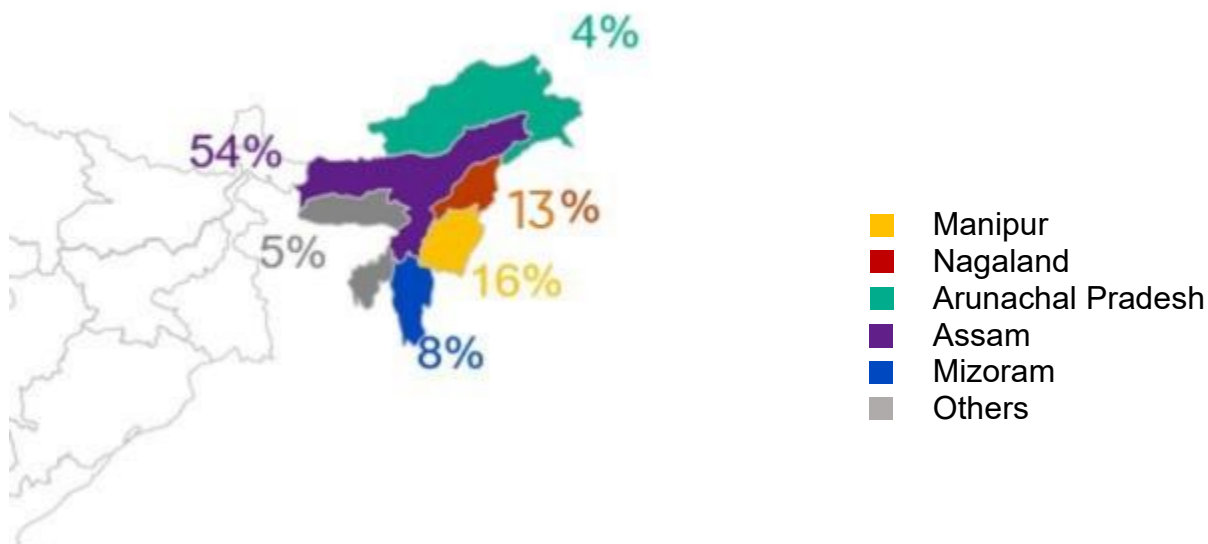 4%
54%
13%
5%
16%
8%
Manipur
Nagaland
Arunachal Pradesh
Assam
Mizoram
Others